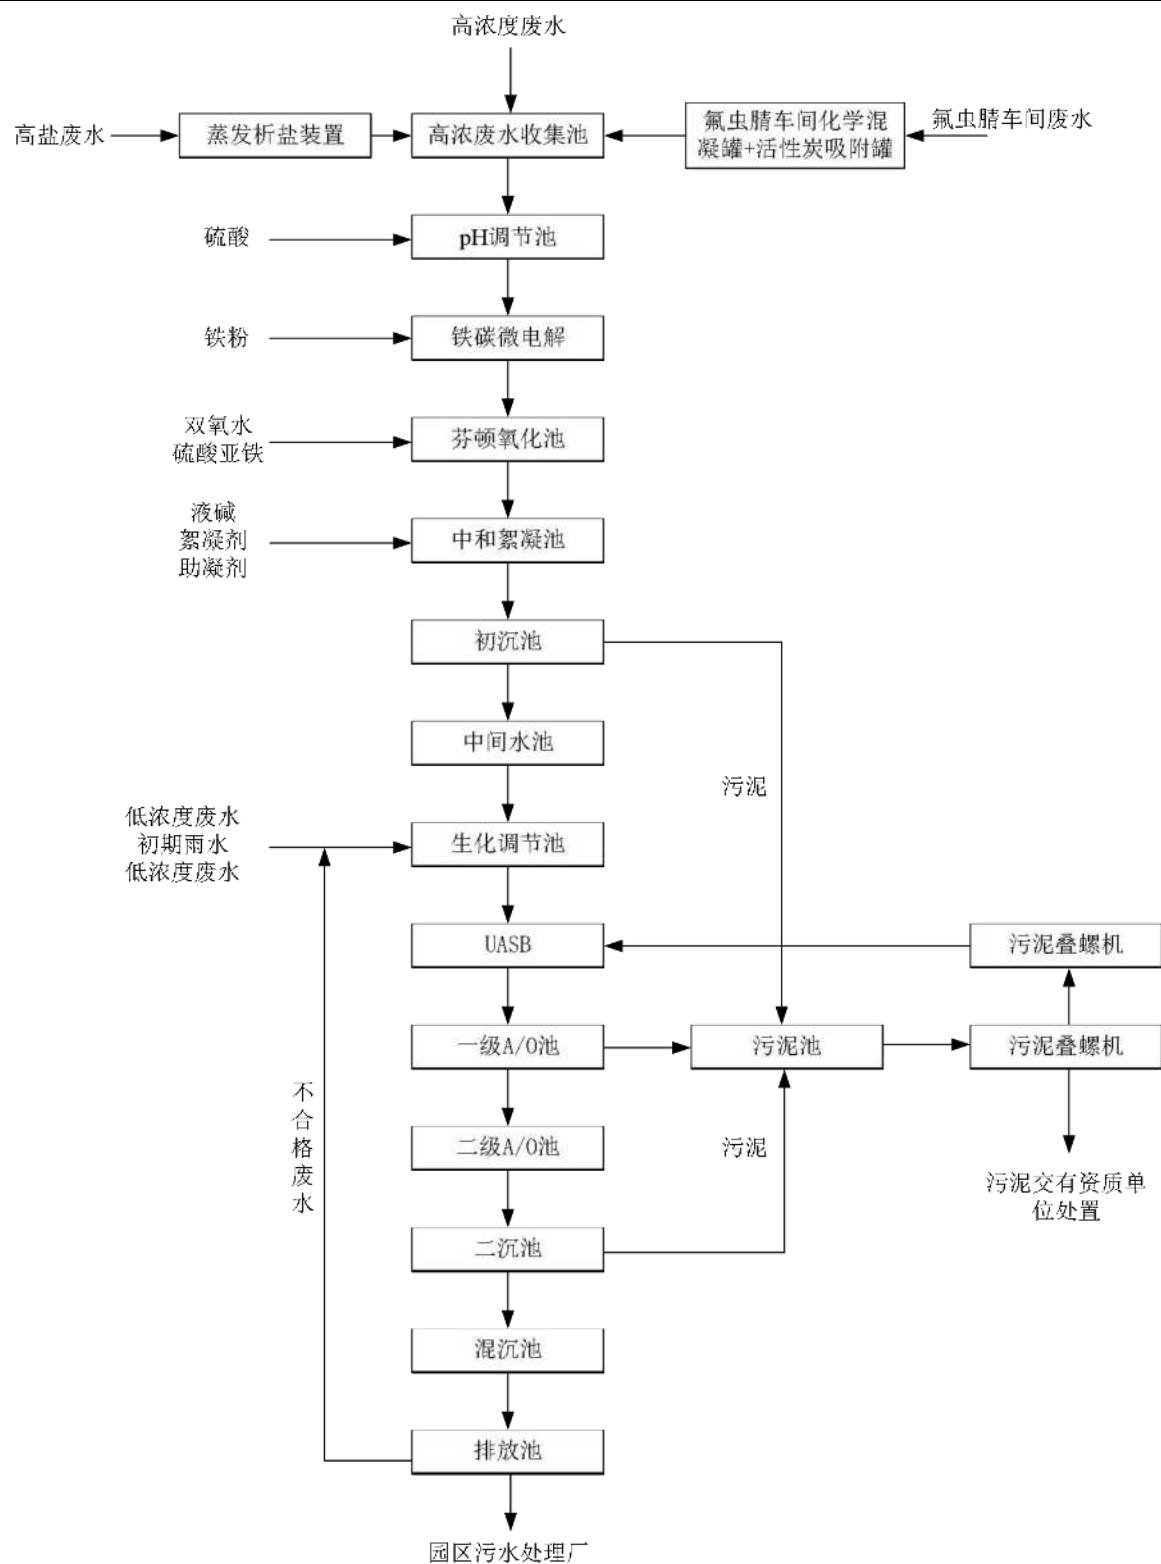 高浓度废水
高盐废水
蒸发析盐装置
高浓废水收集池
氟虫腈车间化学混
凝罐+活性炭吸附罐
氟虫腈车间废水
硫酸
pH调节池
铁粉
铁碳微电解
双氧水
硫酸亚铁
芬顿氧化池
液碱
絮凝剂
助凝剂
中和絮凝池
初沉池
中间水池
污泥
低浓度废水
初期雨水
低浓度废水
生化调节池
UASB
污泥叠螺机
一级A/O池
污泥池
污泥叠螺机
不合格废水
二级A/O池
污泥
污泥交有资质单
位处置
二沉池
混沉池
排放池
园区污水处理厂